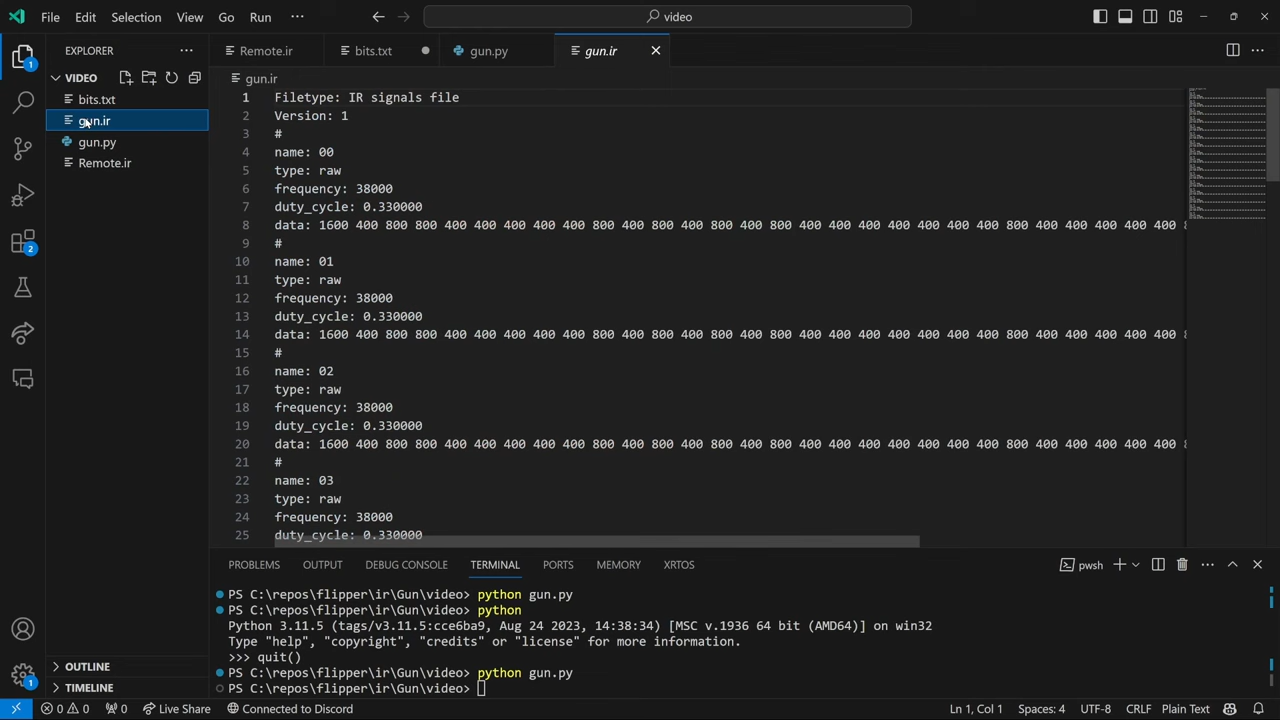 File Edit Selection View Go Run ···
video
EXPLORER ···
Remote.ir
bits.txt
gun.py
gun.ir
VIDEO
bits.txt
gun.ir
gun.py
Remote.ir
gun.ir
1 Filetype: IR signals file
2 Version: 1
3 #
4 name: 00
5 type: raw
6 frequency: 38000
7 duty_cycle: 0.330000
8 data: 1600 400 800 800 400 400 400 400 400 800 400 800 400 400 800 400 800 400 400 400 400 400 400 800 400 400 400 400 400
9 #
10 name: 01
11 type: raw
12 frequency: 38000
13 duty_cycle: 0.330000
14 data: 1600 400 800 800 400 400 400 400 400 800 400 800 400 400 800 400 800 400 400 400 400 400 400 800 400 400 400 400 400
15 #
16 name: 02
17 type: raw
18 frequency: 38000
19 duty_cycle: 0.330000
20 data: 1600 400 800 800 400 400 400 400 400 800 400 800 400 400 800 400 800 400 400 400 400 400 400 400 400 800 400 400 400
21 #
22 name: 03
23 type: raw
24 frequency: 38000
25 duty_cycle: 0.330000
PROBLEMS OUTPUT DEBUG CONSOLE TERMINAL PORTS MEMORY XRTOS
pwsh
PS C:\repos\flipper\ir\Gun\video> python gun.py
PS C:\repos\flipper\ir\Gun\video> python
Python 3.11.5 (tags/v3.11.5:cce6ba9, Aug 24 2023, 14:38:34) [MSC v.1936 64 bit (AMD64)] on win32
Type "help", "copyright", "credits" or "license" for more information.
>>> quit()
PS C:\repos\flipper\ir\Gun\video> python gun.py
PS C:\repos\flipper\ir\Gun\video>
OUTLINE
TIMELINE
1
2
1
0 0 0 Live Share Connected to Discord
Ln 1, Col 1 Spaces: 4 UTF-8 CRLF Plain Text